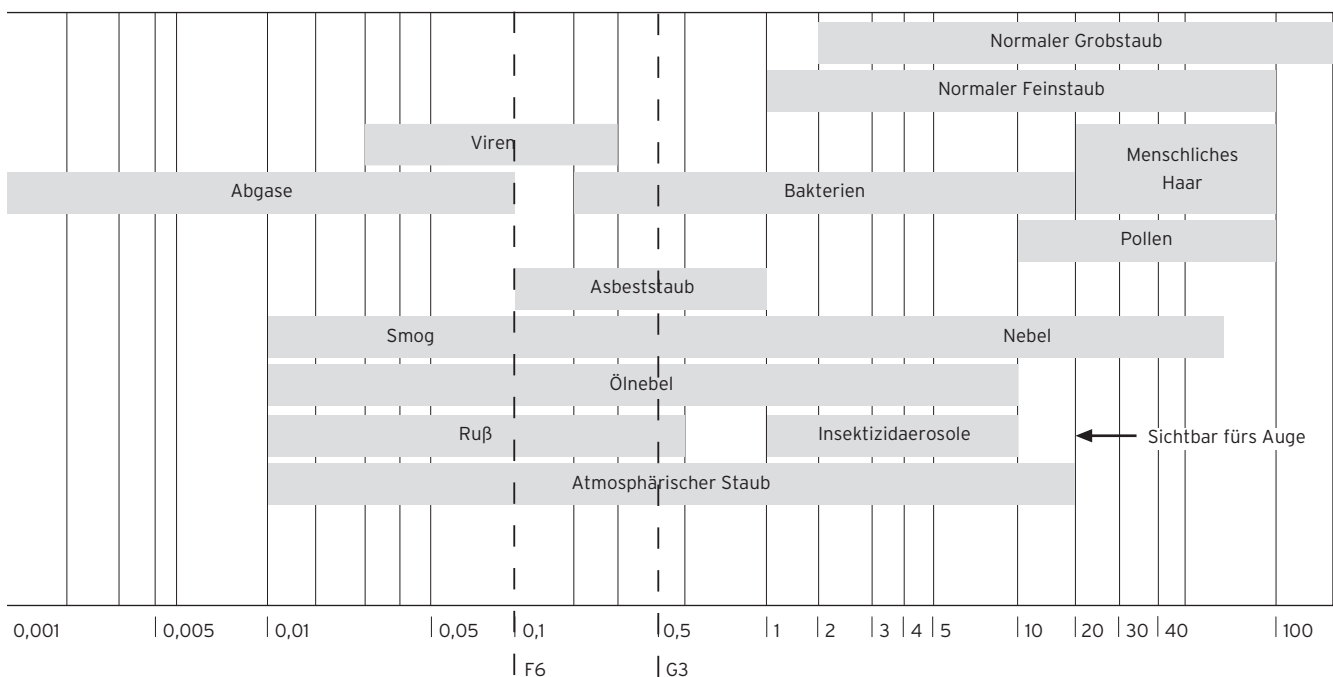 Normaler Grobstaub
Normaler Feinstaub
Viren
Menschliches
Haar
Abgase
Bakterien
Pollen
Asbeststaub
Smog
Nebel
Ölnebel
Ruß
Insektizidaerosole
Sichtbar fürs Auge
Atmosphärischer Staub
0,001 0,005 0,01 0,05 0,1 0,5 1 2 3 4 5 10 20 30 40 100
F6 G3